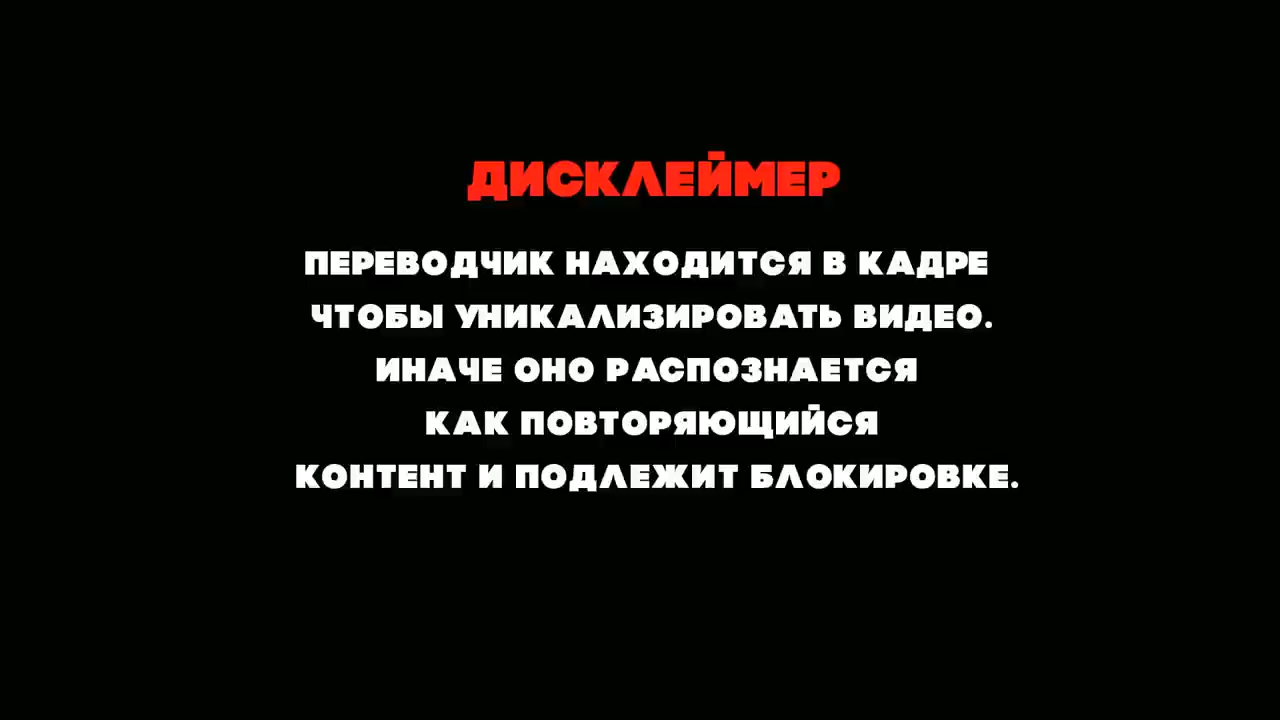 ДИСКЛЕЙМЕР
ПЕРЕВОДЧИК НАХОДИТСЯ В КАДРЕ
ЧТОБЫ УНИКАЛИЗИРОВАТЬ ВИДЕО.
ИНАЧЕ ОНО РАСПОЗНАЕТСЯ
КАК ПОВТОРЯЮЩИЙСЯ
КОНТЕНТ И ПОДЛЕЖИТ БЛОКИРОВКЕ.